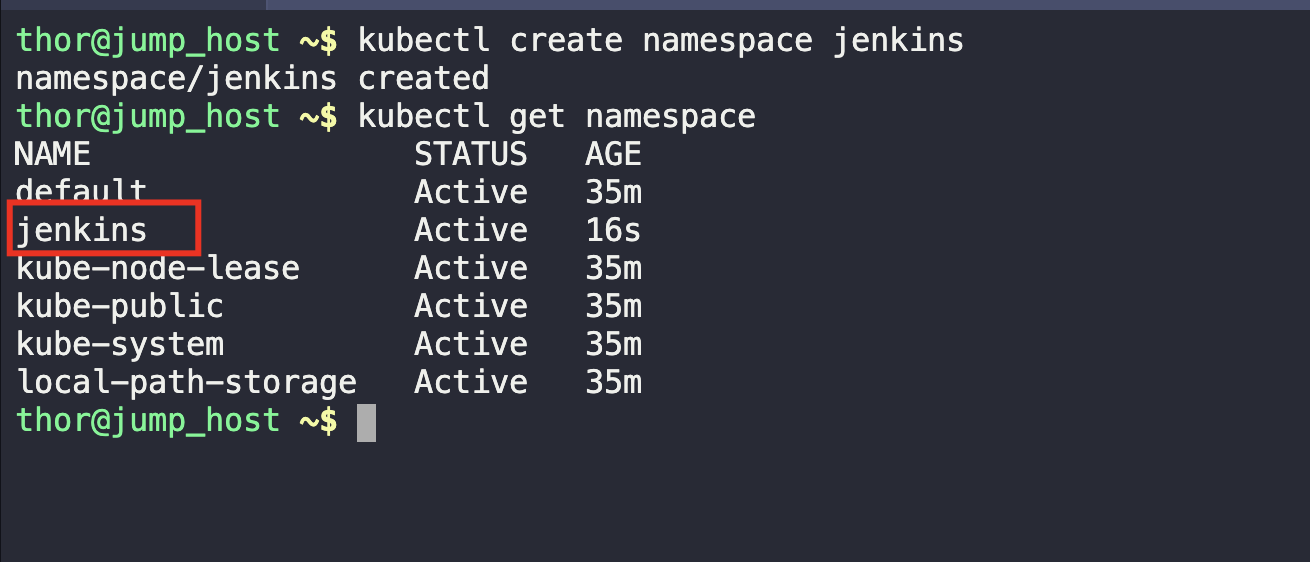 thor@jump_host ~$ kubectl create namespace jenkins
namespace/jenkins created
thor@jump_host ~$ kubectl get namespace
NAME                 STATUS   AGE
default              Active   35m
jenkins              Active   16s
kube-node-lease      Active   35m
kube-public          Active   35m
kube-system          Active   35m
local-path-storage   Active   35m
thor@jump_host ~$